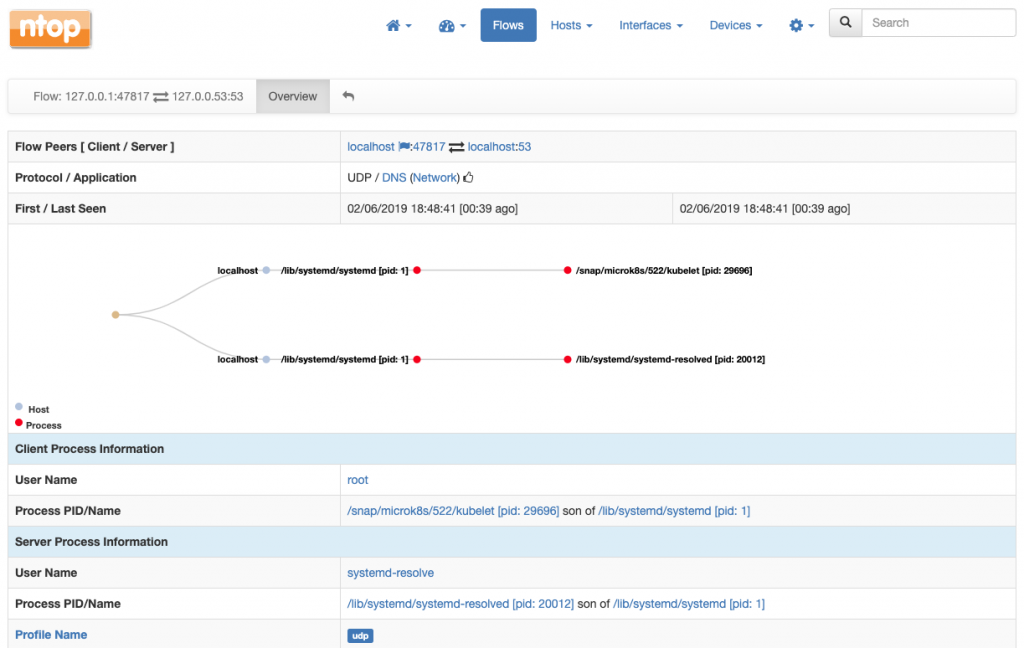 ntop
Flows Hosts Interfaces Devices Search
Flow: 127.0.0.1:47817 ⇄ 127.0.0.53:53 Overview
Flow Peers [ Client / Server ] localhost :47817 ⇄ localhost:53
Protocol / Application UDP / DNS (Network)
First / Last Seen 02/06/2019 18:48:41 [00:39 ago] 02/06/2019 18:48:41 [00:39 ago]
localhost /lib/systemd/systemd [pid: 1] /snap/microk8s/522/kubelet [pid: 29696]
localhost /lib/systemd/systemd [pid: 1] /lib/systemd/systemd-resolved [pid: 20012]
Host
Process
Client Process Information
User Name root
Process PID/Name /snap/microk8s/522/kubelet [pid: 29696] son of /lib/systemd/systemd [pid: 1]
Server Process Information
User Name systemd-resolve
Process PID/Name /lib/systemd/systemd-resolved [pid: 20012] son of /lib/systemd/systemd [pid: 1]
Profile Name udp